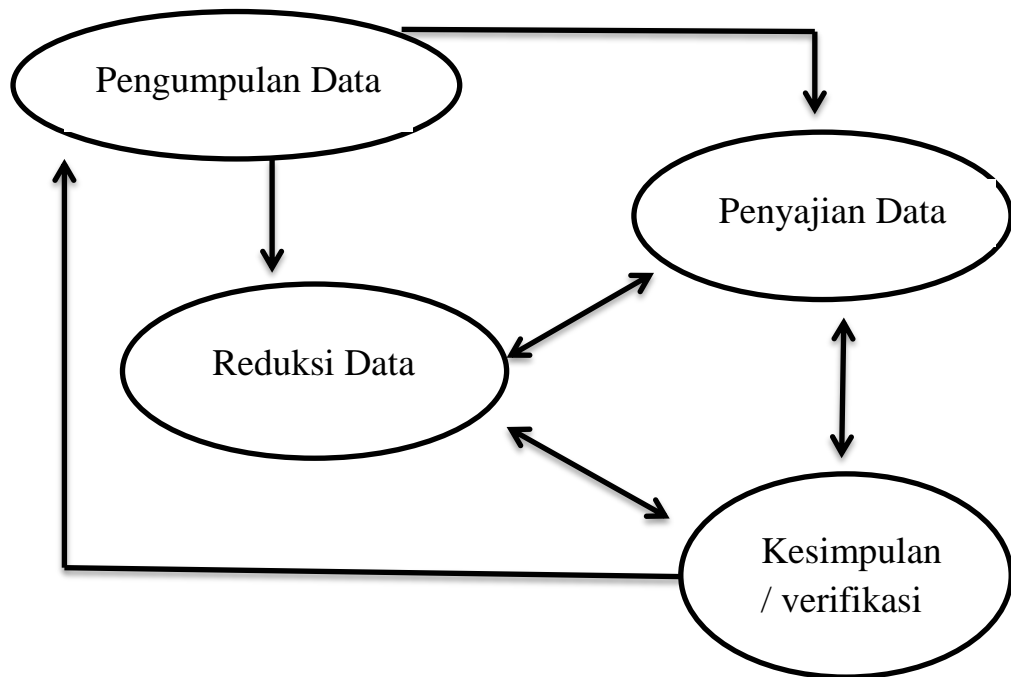 Pengumpulan Data
Penyajian Data
Reduksi Data
Kesimpulan
/ verifikasi